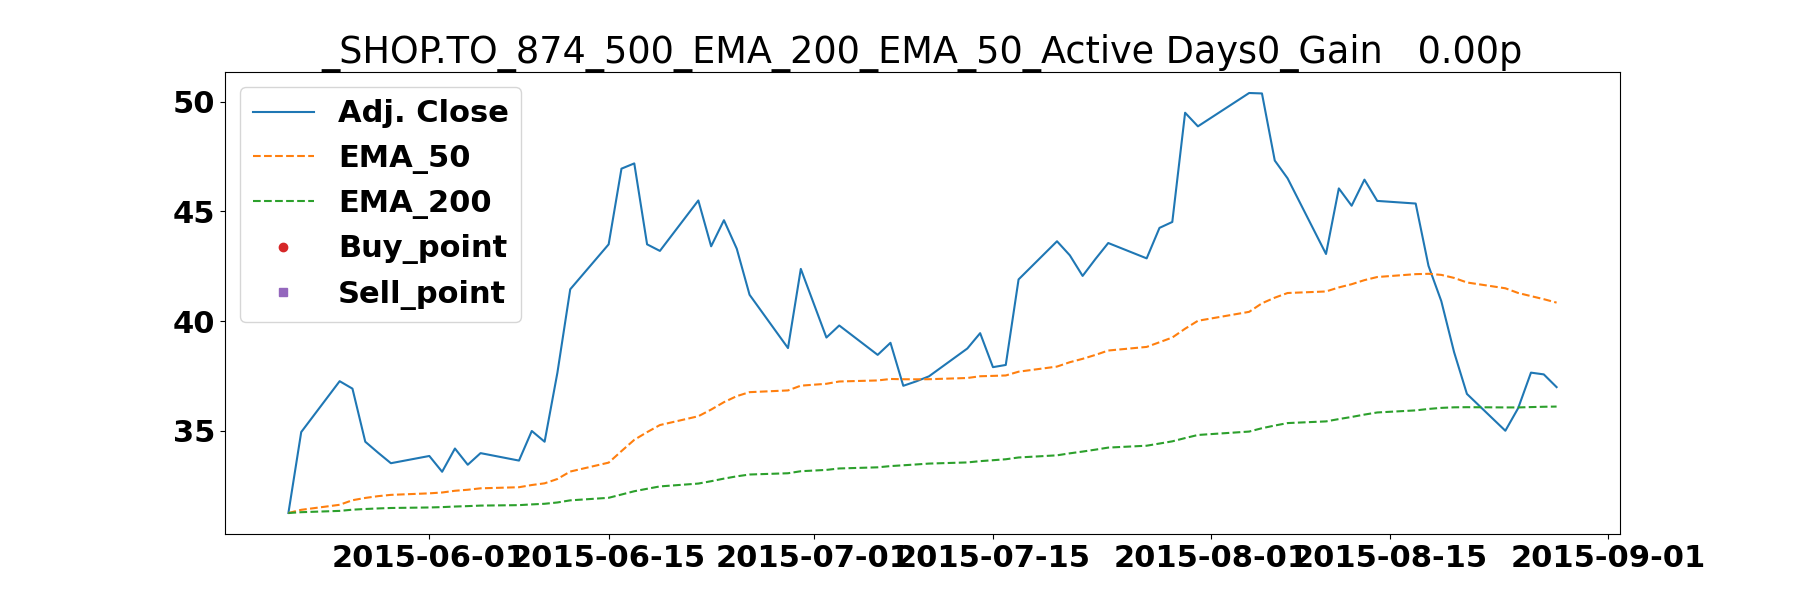 _SHOP.TO_874_500_EMA_200_EMA_50_Active Days0_Gain   0.00p
50
45
40
35
Adj. Close
EMA_50
EMA_200
Buy_point
Sell_point
2015-06-01
2015-06-15
2015-07-01
2015-07-15
2015-08-01
2015-08-15
2015-09-01